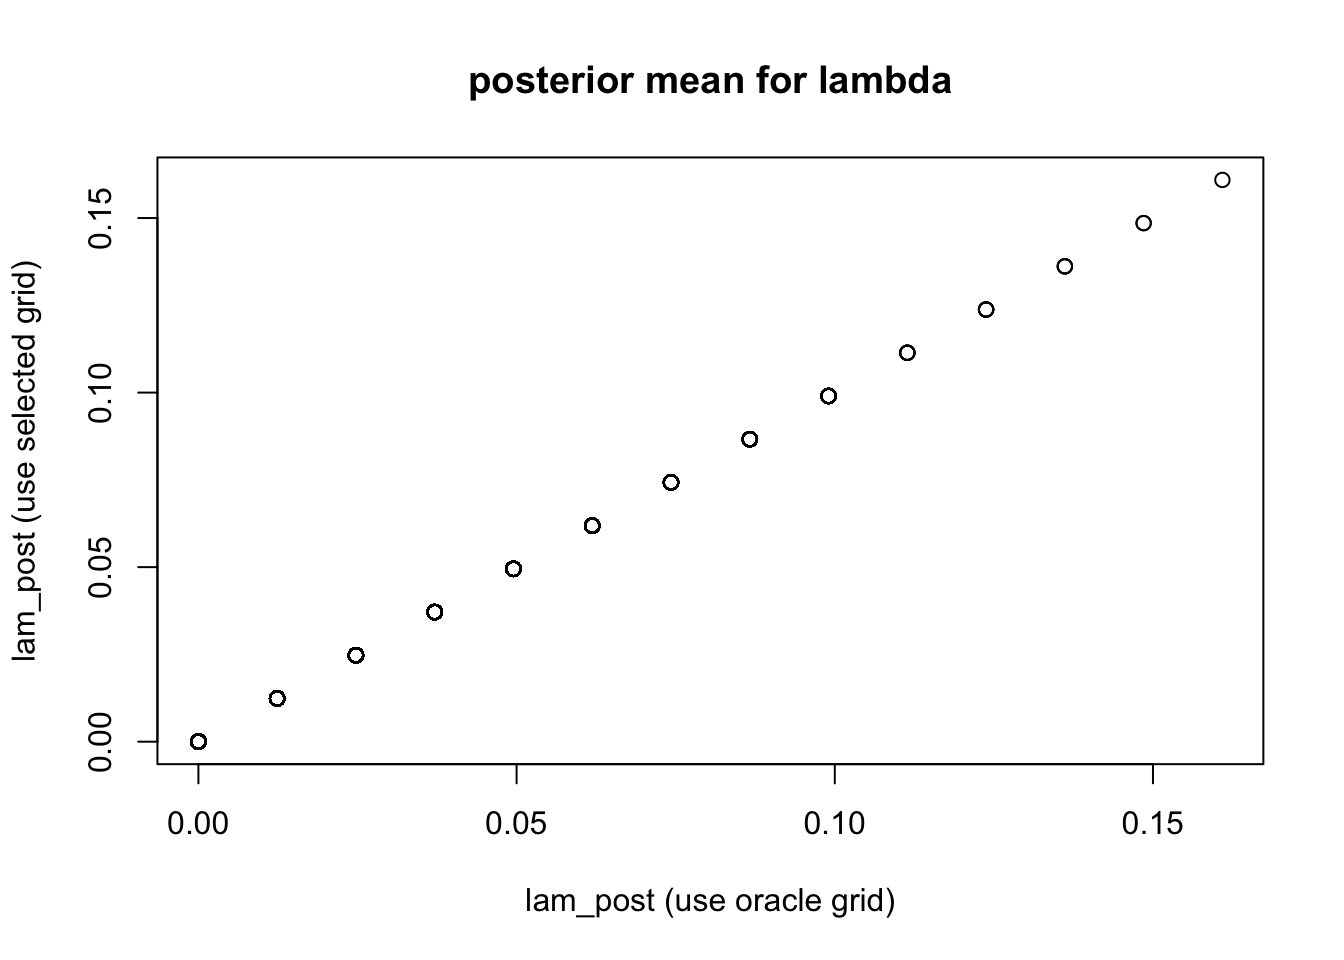 posterior mean for lambda
lam_post (use selected grid)
0.15
0.10
0.05
0.00
0.00 0.05 0.10 0.15
lam_post (use oracle grid)